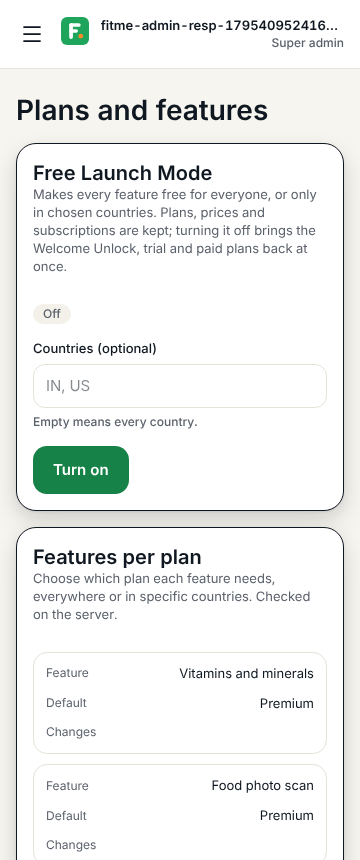 F.
fitme-admin-resp-179540952416...
Super admin
Plans and features
Free Launch Mode
Makes every feature free for everyone, or only
in chosen countries. Plans, prices and
subscriptions are kept; turning it off brings the
Welcome Unlock, trial and paid plans back at
once.
Off
Countries (optional)
IN, US
Empty means every country.
Turn on
Features per plan
Choose which plan each feature needs,
everywhere or in specific countries. Checked
on the server.
Feature Vitamins and minerals
Default Premium
Changes
Feature Food photo scan
Default Premium
Changes